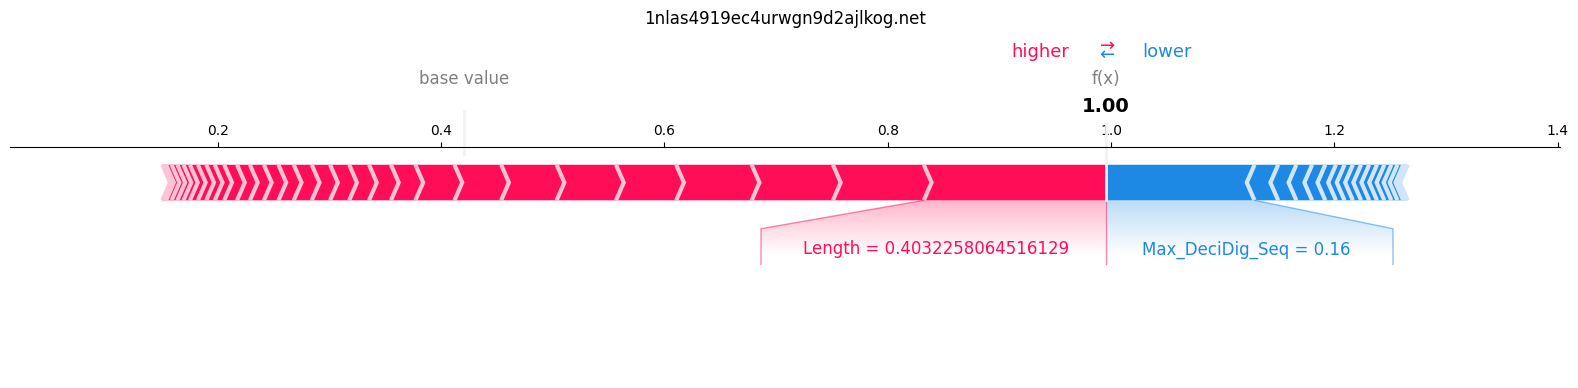 1nlas4919ec4urwgn9d2ajlkog.net
higher ⇄ lower
base value f(x)
1.00
0.2 0.4 0.6 0.8 1.0 1.2 1.4
Length = 0.4032258064516129 Max_DeciDig_Seq = 0.16